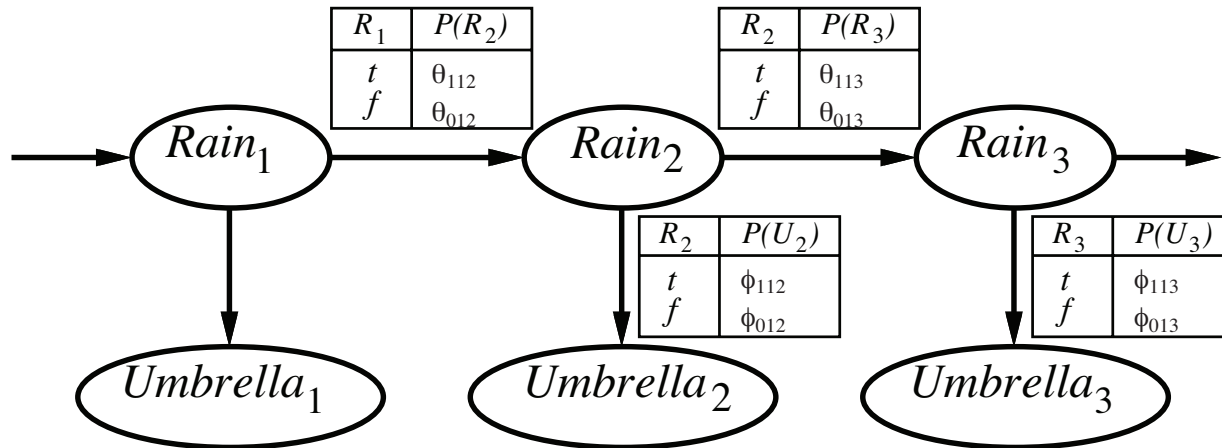 R₁ P(R₂)
t θ₁₁₂
f θ₀₁₂
R₂ P(R₃)
t θ₁₁₃
f θ₀₁₃
Rain₁
Rain₂
Rain₃
R₂ P(U₂)
t ϕ₁₁₂
f ϕ₀₁₂
R₃ P(U₃)
t ϕ₁₁₃
f ϕ₀₁₃
Umbrella₁
Umbrella₂
Umbrella₃